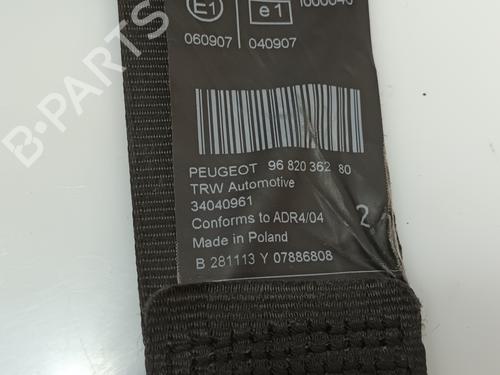 E1 e1 1000040
060907 040907
PEUGEOT 96 820 362 80
TRW Automotive
34040961
Conforms to ADR4/04 2
Made in Poland
B 281113 Y 07886808
B-PARTS